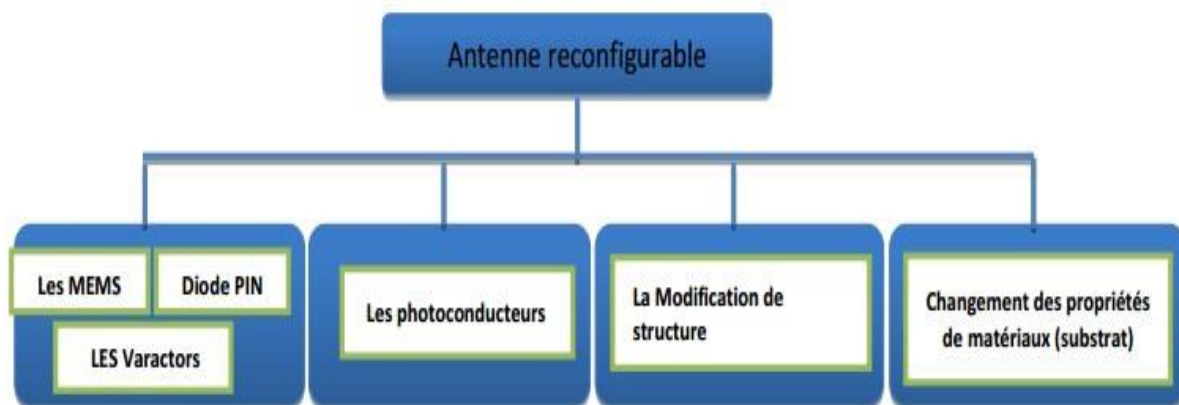 Antenne reconfigurable
Les MEMS
Diode PIN
LES Varactors
Les photoconducteurs
La Modification de
structure
Changement des propriétés
de matériaux (substrat)